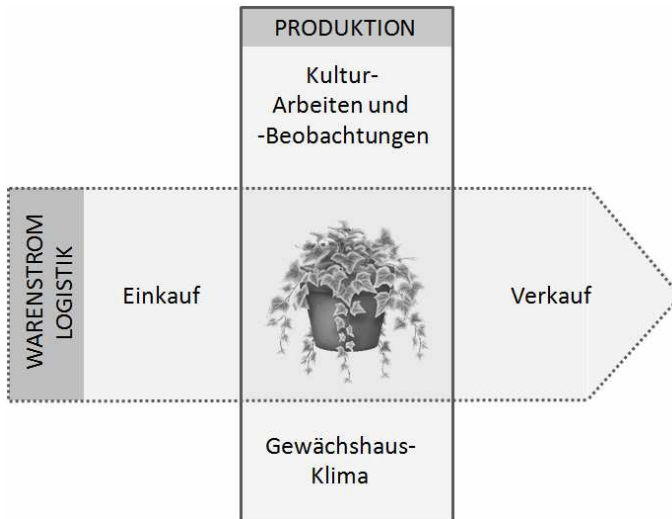 PRODUKTION
Kultur-
Arbeiten und
-Beobachtungen
WARENSTROM
LOGISTIK
Einkauf
Verkauf
Gewächshaus-
Klima